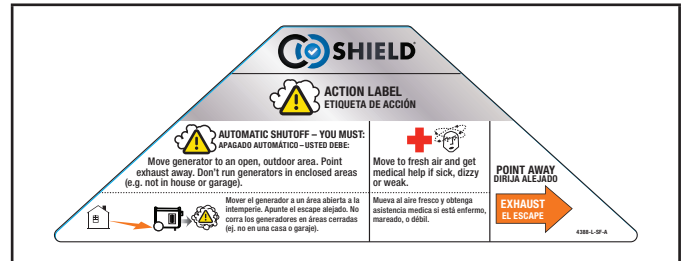 CO SHIELD
ACTION LABEL
ETIQUETA DE ACCIÓN
AUTOMATIC SHUTOFF – YOU MUST:
APAGADO AUTOMÁTICO – USTED DEBE:
Move generator to an open, outdoor area. Point
exhaust away. Don't run generators in enclosed areas
(e.g. not in house or garage).
Mover el generador a un área abierta a la
intemperie. Apunte el escape alejado. No
corra los generadores en áreas cerradas
(ej. no en una casa o garaje).
Move to fresh air and get
medical help if sick, dizzy
or weak.
Mueva al aire fresco y obtenga
asistencia medica si está enfermo,
mareado, o débil.
POINT AWAY
DIRIJA ALEJADO
EXHAUST
EL ESCAPE
4388-L-SF-A